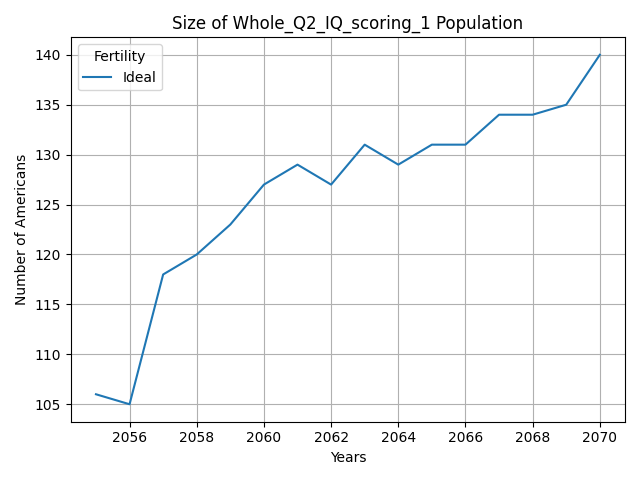 Size of Whole_Q2_IQ_scoring_1 Population
Fertility
Ideal
Number of Americans
140
135
130
125
120
115
110
105
2056 2058 2060 2062 2064 2066 2068 2070
Years